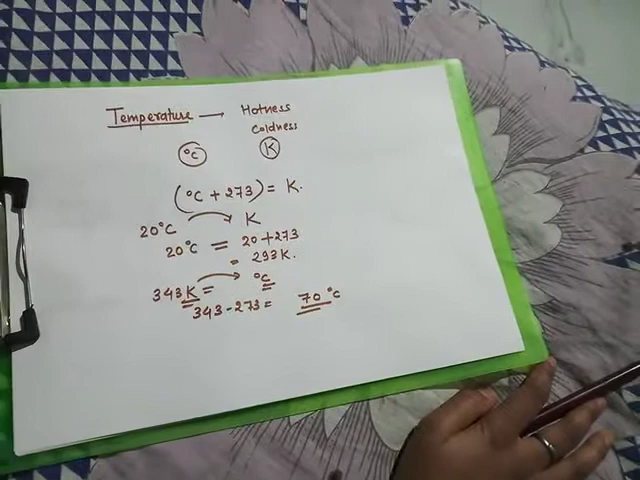 Temperature → Hotness
Coldness
°C K
(°C + 273) = K.
20°C → K
20°C = 20+273
= 293K.
343K = → °C
343-273 = 70°C